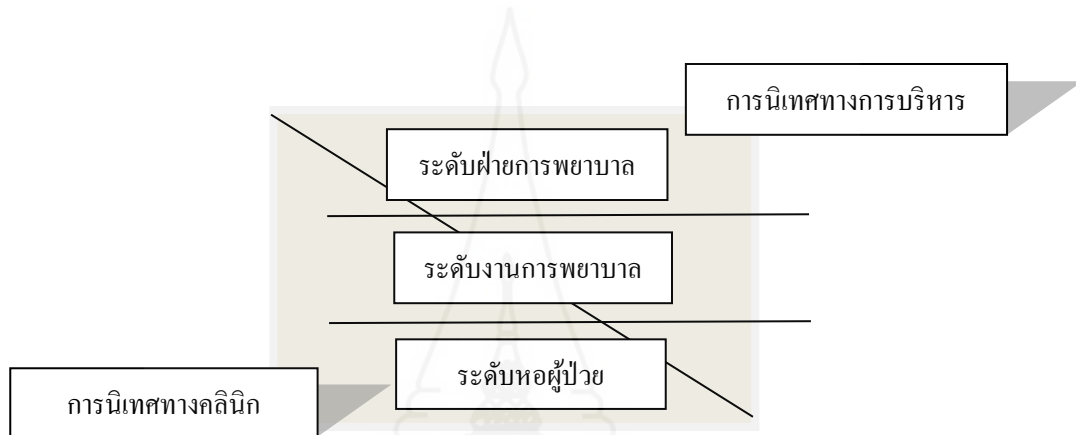 การนิเทศทางการบริหาร
ระดับฝ่ายการพยาบาล
ระดับงานการพยาบาล
ระดับหอผู้ป่วย
การนิเทศทางคลินิก